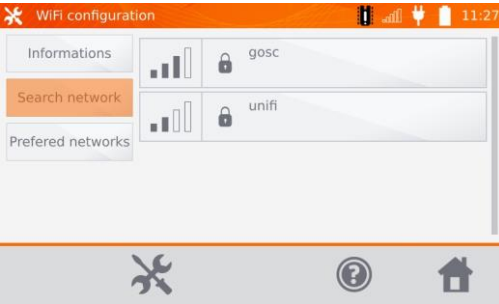 WiFi configuration 11:27
Informations
gosc
Search network
unifi
Prefered networks